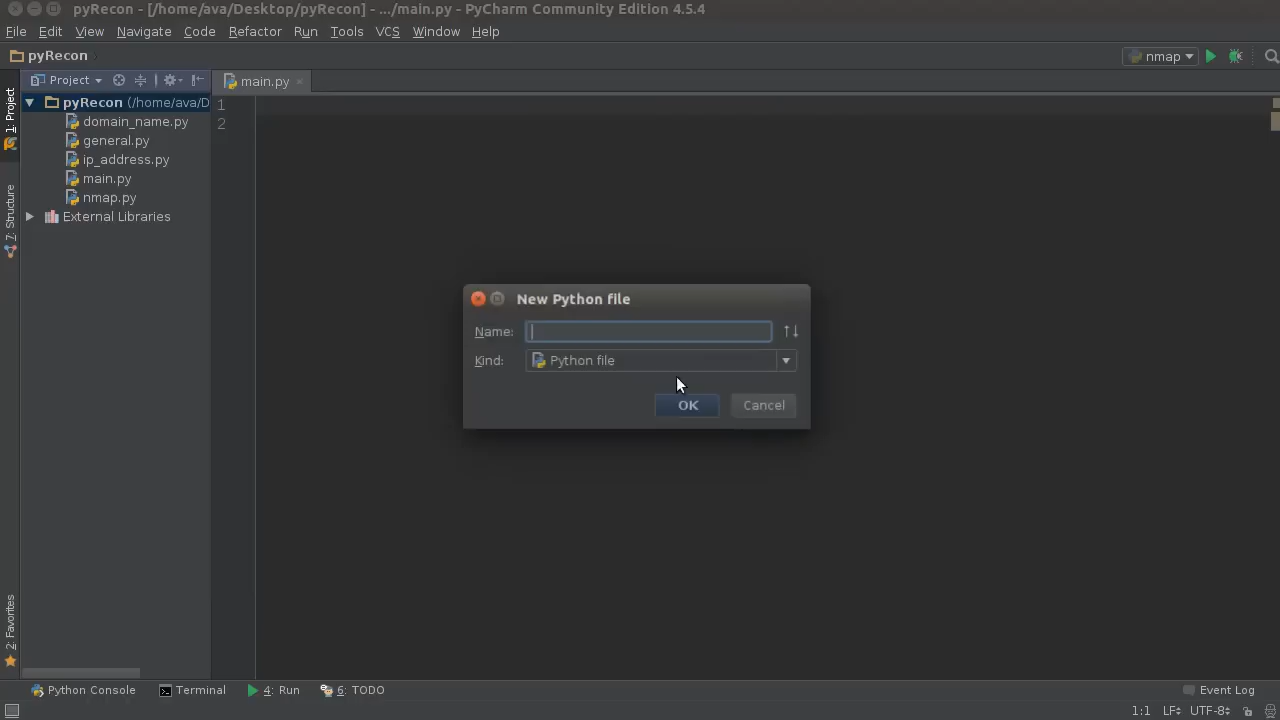 pyRecon - [/home/ava/Desktop/pyRecon] - .../main.py - PyCharm Community Edition 4.5.4
File Edit View Navigate Code Refactor Run Tools VCS Window Help
pyRecon
nmap
1: Project
7: Structure
2: Favorites
Project
main.py
pyRecon (/home/ava/D
domain_name.py
general.py
ip_address.py
main.py
nmap.py
External Libraries
1
2
New Python file
Name:
Kind: Python file
OK Cancel
Python Console Terminal 4: Run 6: TODO Event Log
1:1 LF UTF-8